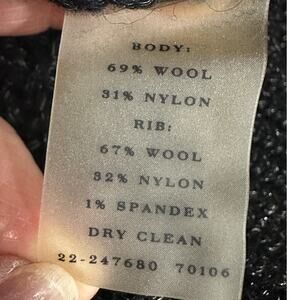 BODY:
69% WOOL
31% NYLON
RIB:
67% WOOL
32% NYLON
1% SPANDEX
DRY CLEAN
22-247680 70106